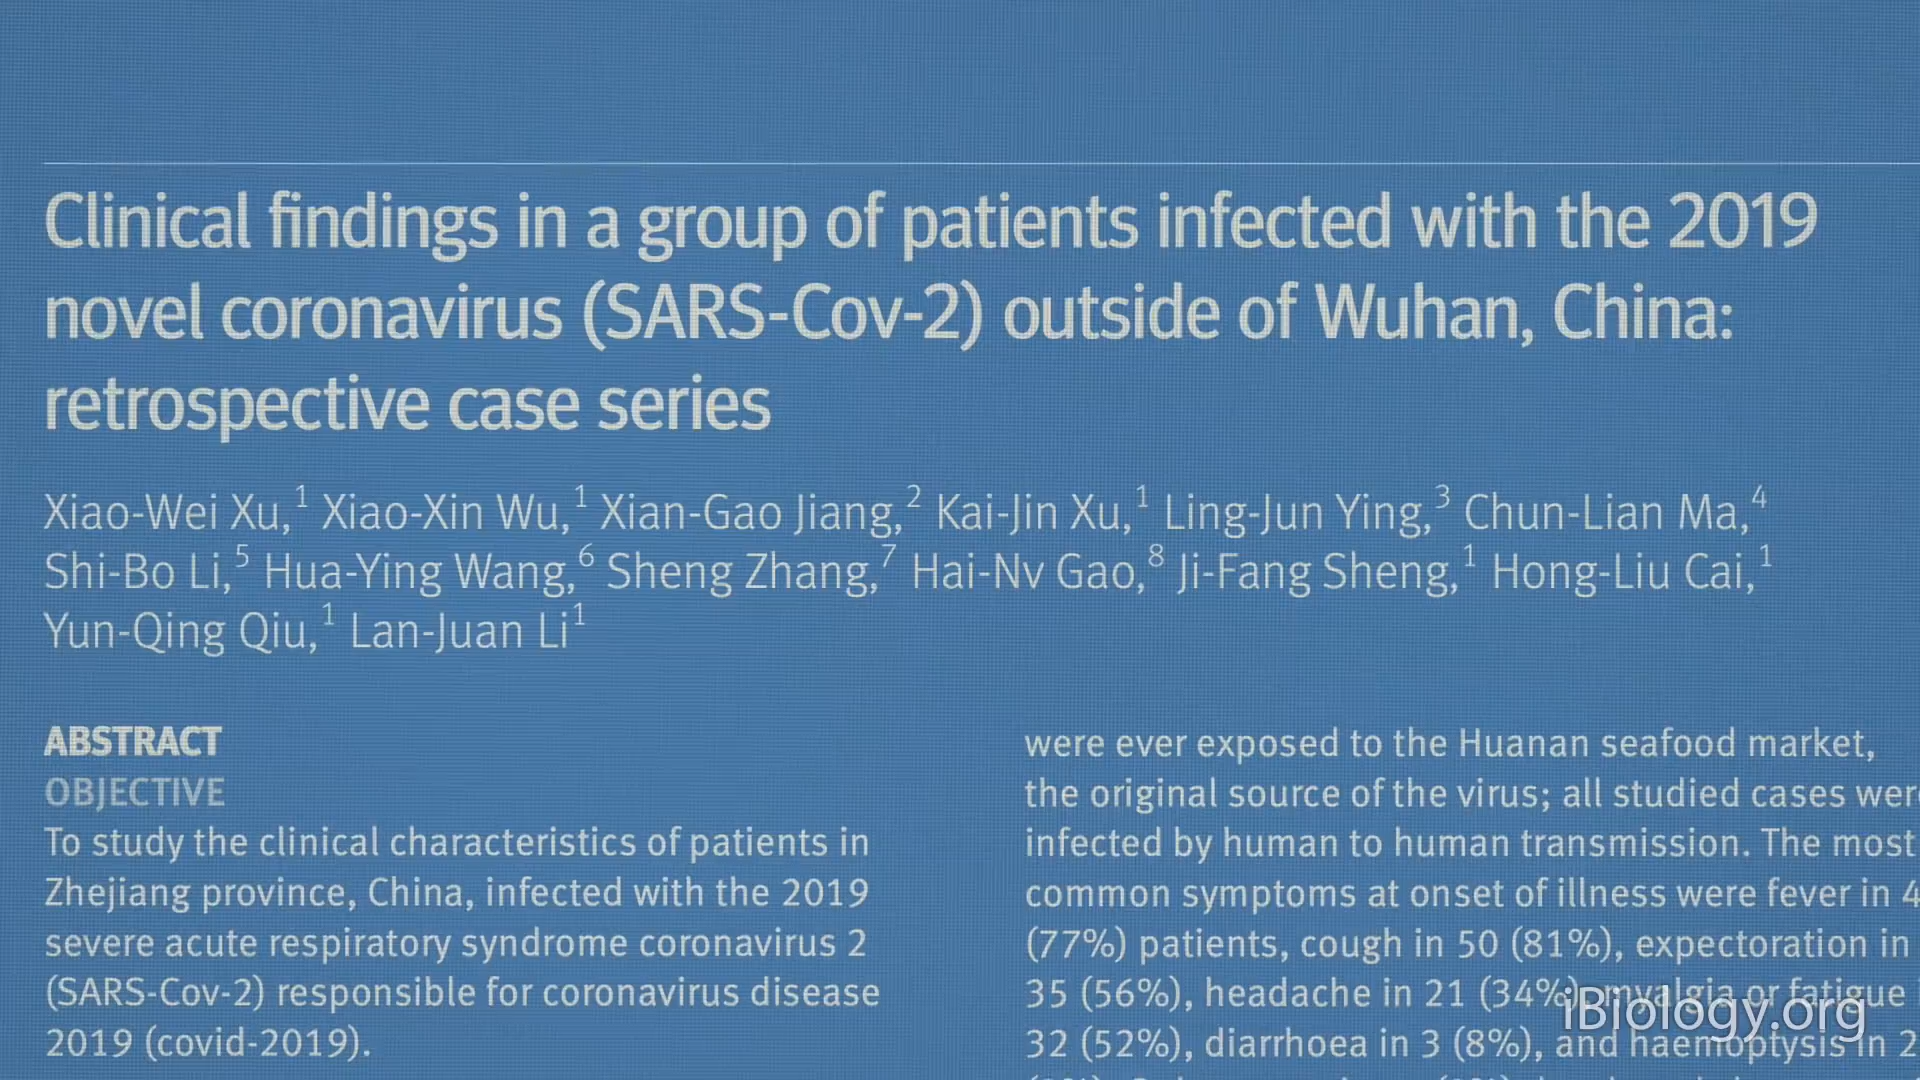 Clinical findings in a group of patients infected with the 2019
novel coronavirus (SARS-Cov-2) outside of Wuhan, China:
retrospective case series
Xiao-Wei Xu,1 Xiao-Xin Wu,1 Xian-Gao Jiang,2 Kai-Jin Xu,1 Ling-Jun Ying,3 Chun-Lian Ma,4
Shi-Bo Li,5 Hua-Ying Wang,6 Sheng Zhang,7 Hai-Nv Gao,8 Ji-Fang Sheng,1 Hong-Liu Cai,1
Yun-Qing Qiu,1 Lan-Juan Li1
ABSTRACT
OBJECTIVE
To study the clinical characteristics of patients in
Zhejiang province, China, infected with the 2019
severe acute respiratory syndrome coronavirus 2
(SARS-Cov-2) responsible for coronavirus disease
2019 (covid-2019).
were ever exposed to the Huanan seafood market,
the original source of the virus; all studied cases were
infected by human to human transmission. The most
common symptoms at onset of illness were fever in
(77%) patients, cough in 50 (81%), expectoration in
35 (56%), headache in 21 (34%), myalgia or fatigue
32 (52%), diarrhoea in 3 (8%), and haemoptysis in 2
iBiology.org